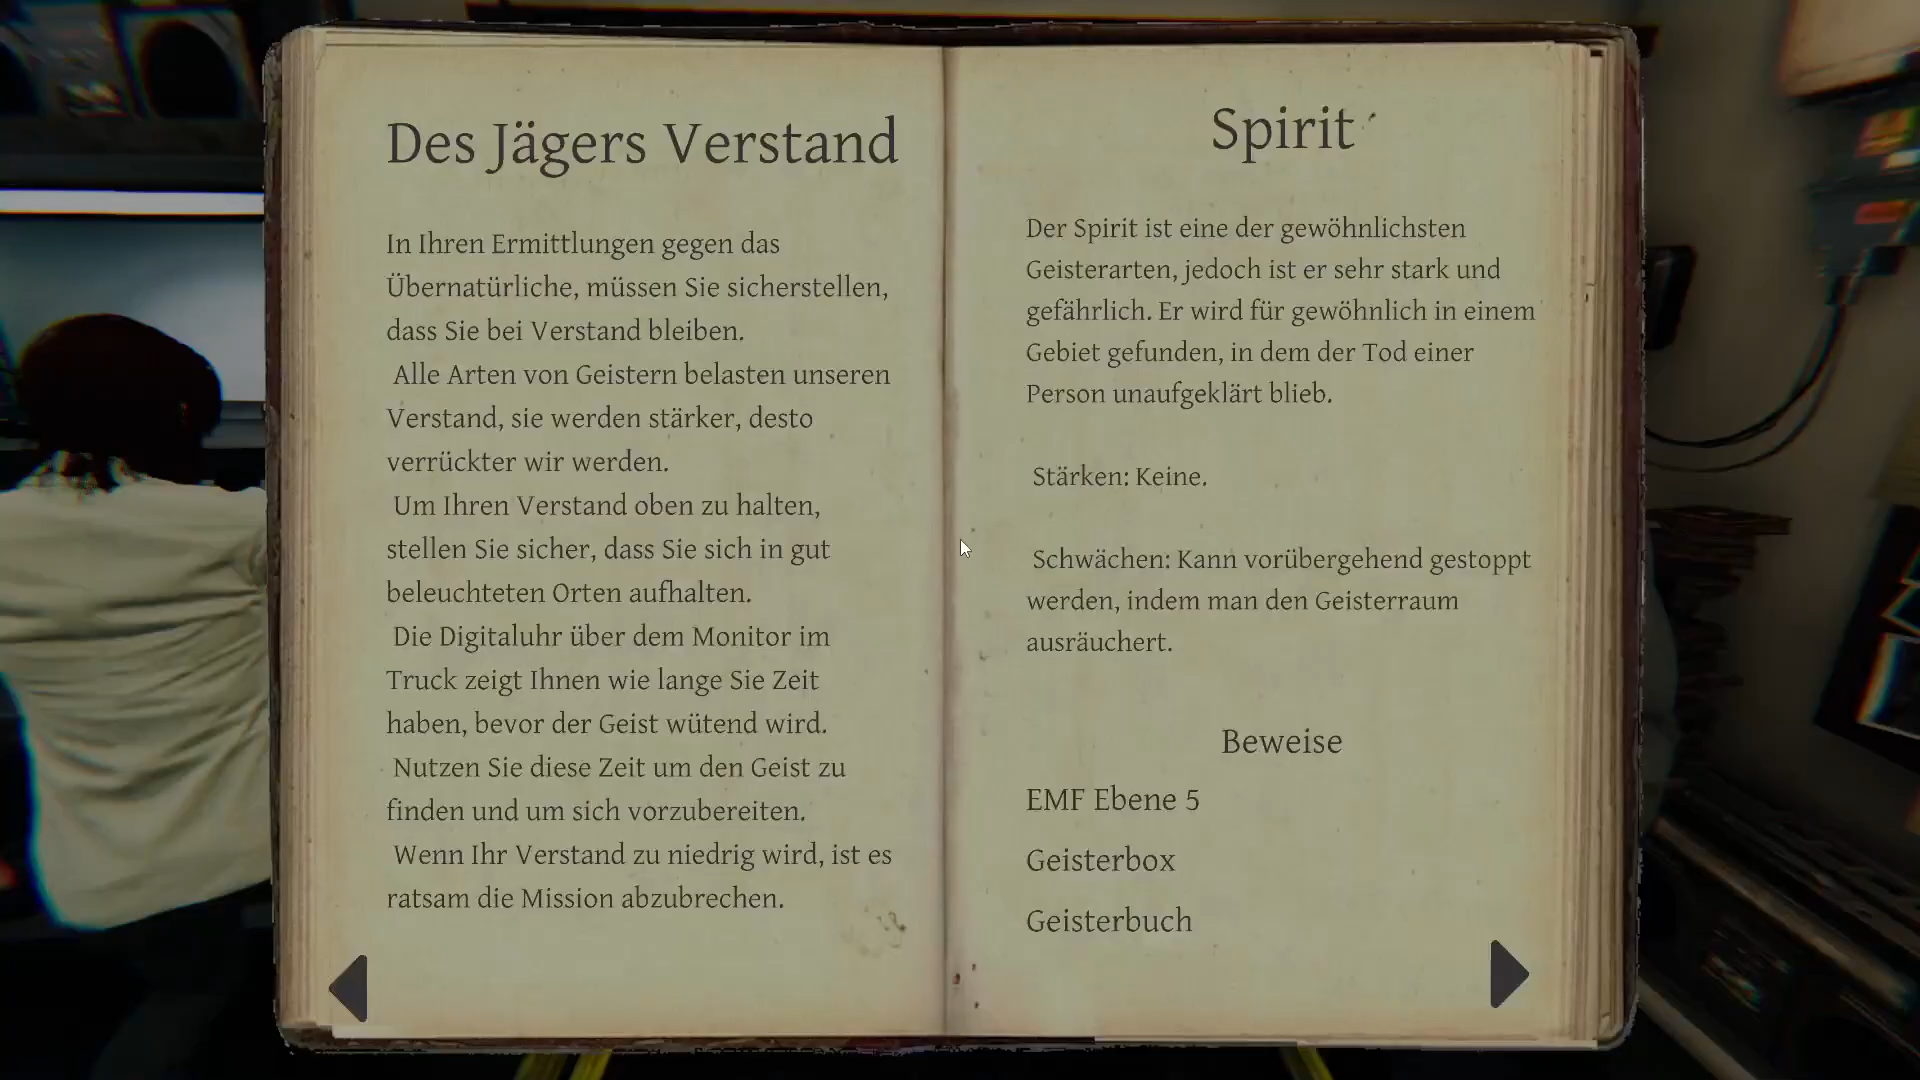 Des Jägers Verstand
In Ihren Ermittlungen gegen das
Übernatürliche, müssen Sie sicherstellen,
dass Sie bei Verstand bleiben.
Alle Arten von Geistern belasten unseren
Verstand, sie werden stärker, desto
verrückter wir werden.
Um Ihren Verstand oben zu halten,
stellen Sie sicher, dass Sie sich in gut
beleuchteten Orten aufhalten.
Die Digitaluhr über dem Monitor im
Truck zeigt Ihnen wie lange Sie Zeit
haben, bevor der Geist wütend wird.
Nutzen Sie diese Zeit um den Geist zu
finden und um sich vorzubereiten.
Wenn Ihr Verstand zu niedrig wird, ist es
ratsam die Mission abzubrechen.
Spirit
Der Spirit ist eine der gewöhnlichsten
Geisterarten, jedoch ist er sehr stark und
gefährlich. Er wird für gewöhnlich in einem
Gebiet gefunden, in dem der Tod einer
Person unaufgeklärt blieb.
Stärken: Keine.
Schwächen: Kann vorübergehend gestoppt
werden, indem man den Geisterraum
ausräuchert.
Beweise
EMF Ebene 5
Geisterbox
Geisterbuch